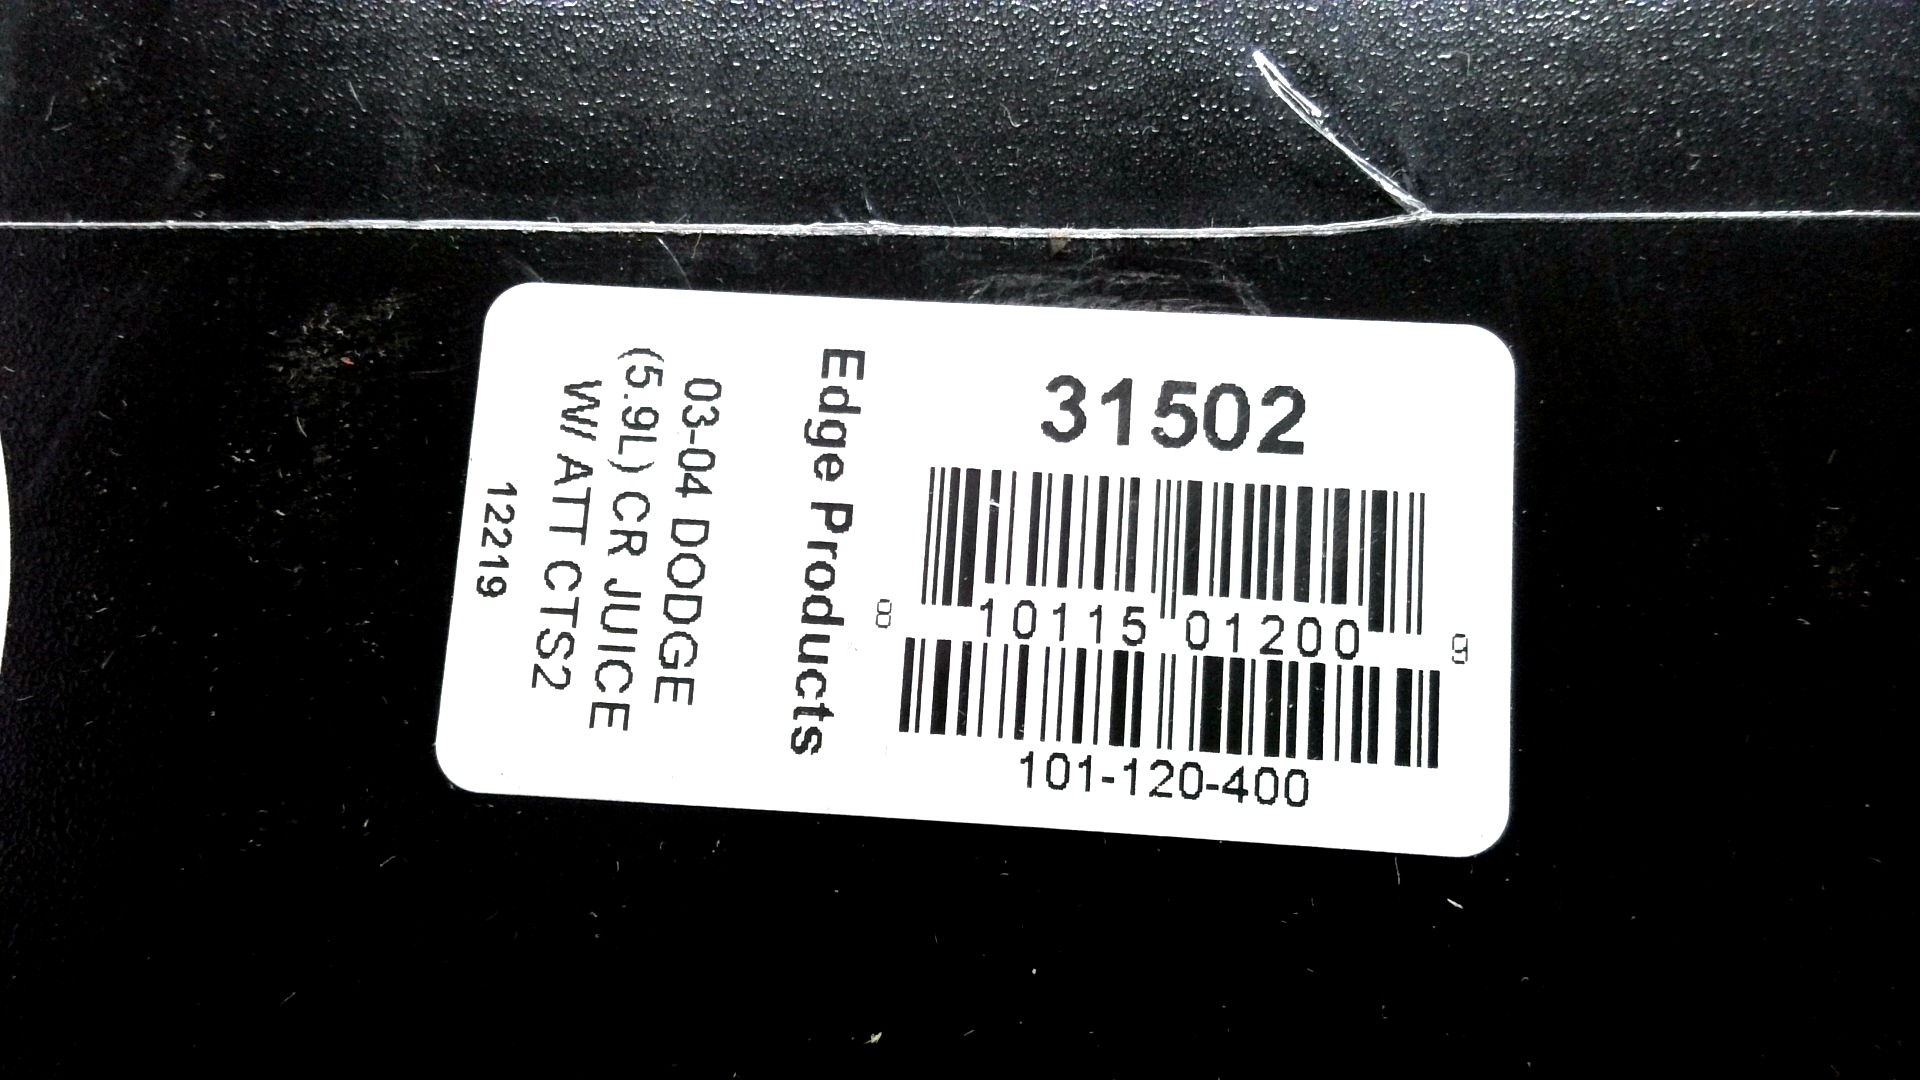 31502
8 10115 01200 9
101-120-400
Edge Products
03-04 DODGE
(5.9L) CR JUICE
W/ ATT CTS2
12219